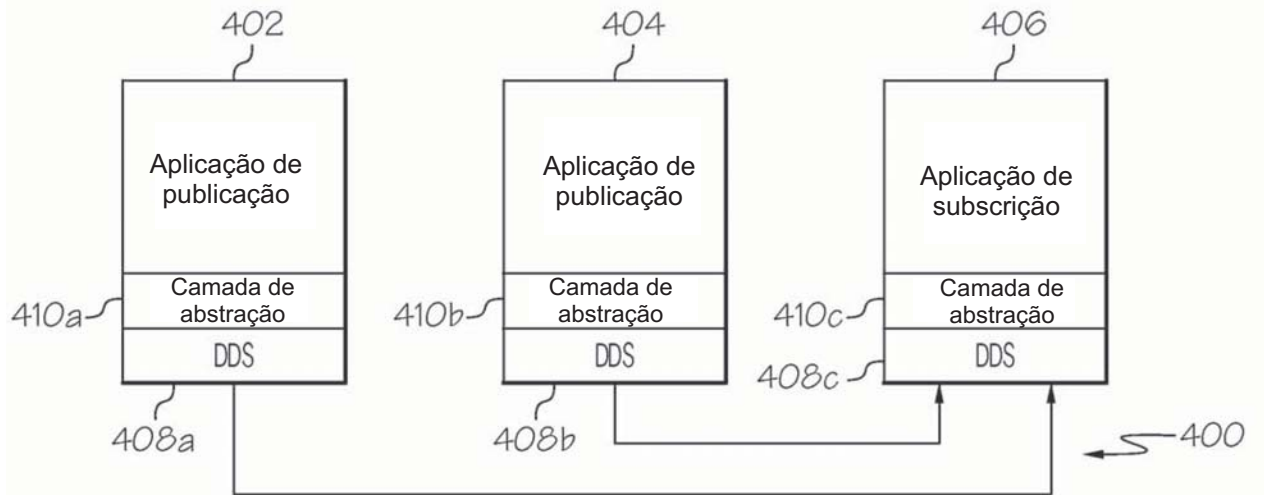 402
404
406
Aplicação de
publicação
Aplicação de
publicação
Aplicação de
subscrição
410a
Camada de
abstração
410b
Camada de
abstração
410c
Camada de
abstração
DDS
DDS
408c
DDS
408a
408b
400